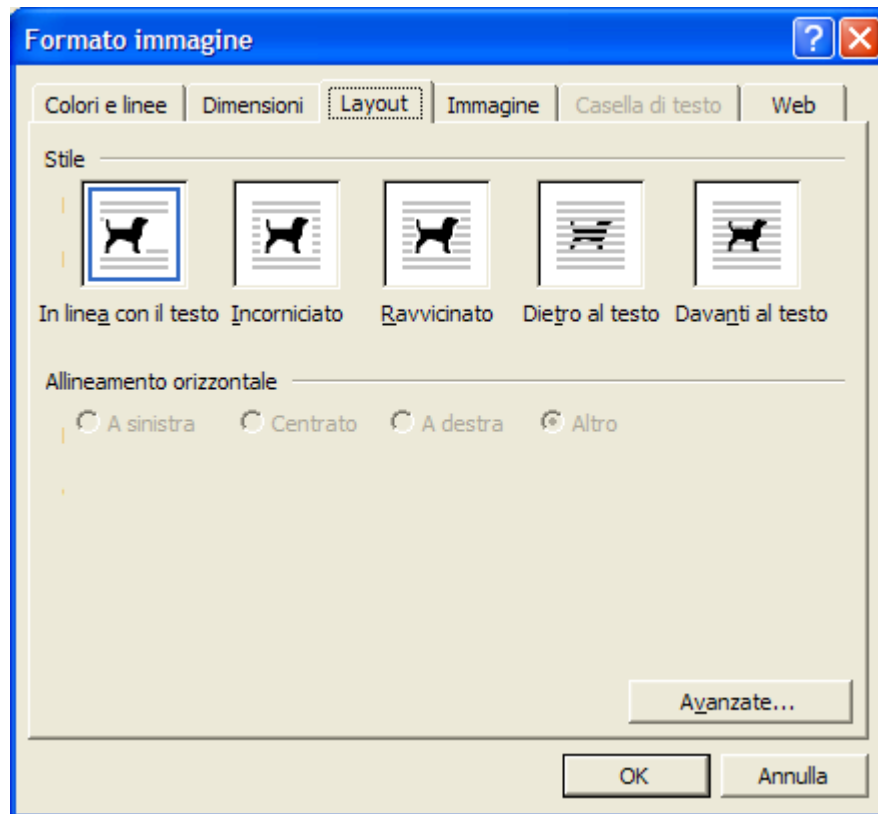 Formato immagine
Colori e linee Dimensioni Layout Immagine Casella di testo Web
Stile
In linea con il testo Incorniciato Ravvicinato Dietro al testo Davanti al testo
Allineamento orizzontale
A sinistra Centrato A destra Altro
Avanzate...
OK Annulla